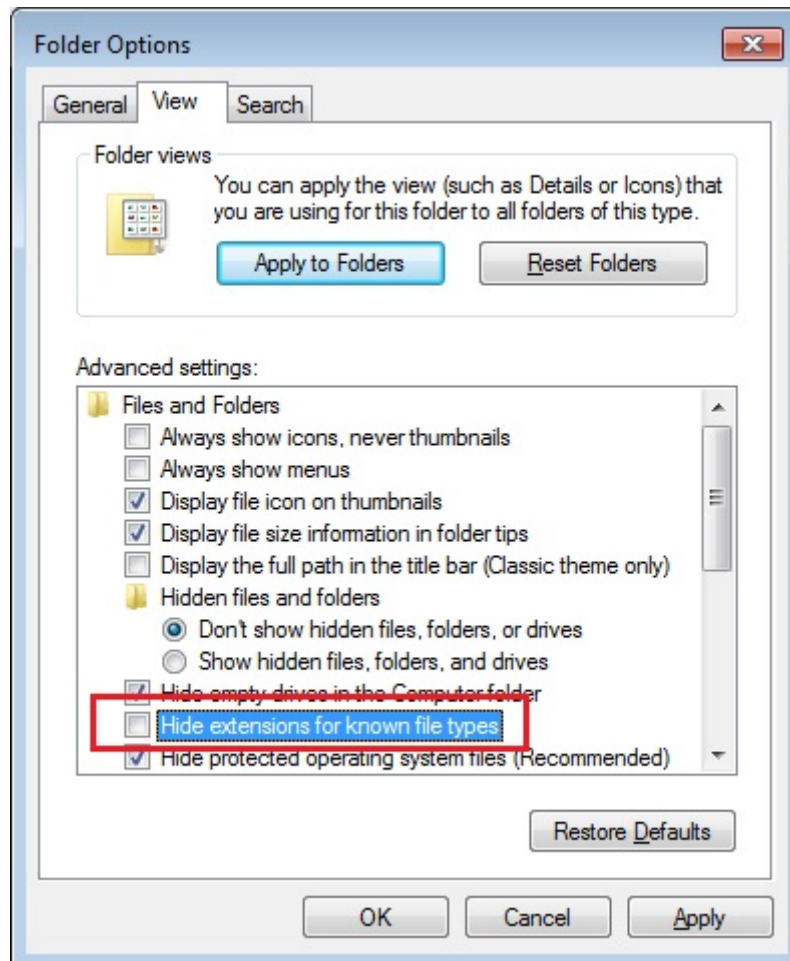 Folder Options
General View Search
Folder views
You can apply the view (such as Details or Icons) that
you are using for this folder to all folders of this type.
Apply to Folders Reset Folders
Advanced settings:
Files and Folders
Always show icons, never thumbnails
Always show menus
Display file icon on thumbnails
Display file size information in folder tips
Display the full path in the title bar (Classic theme only)
Hidden files and folders
Don't show hidden files, folders, or drives
Show hidden files, folders, and drives
Hide empty drives in the Computer folder
Hide extensions for known file types
Hide protected operating system files (Recommended)
Restore Defaults
OK Cancel Apply